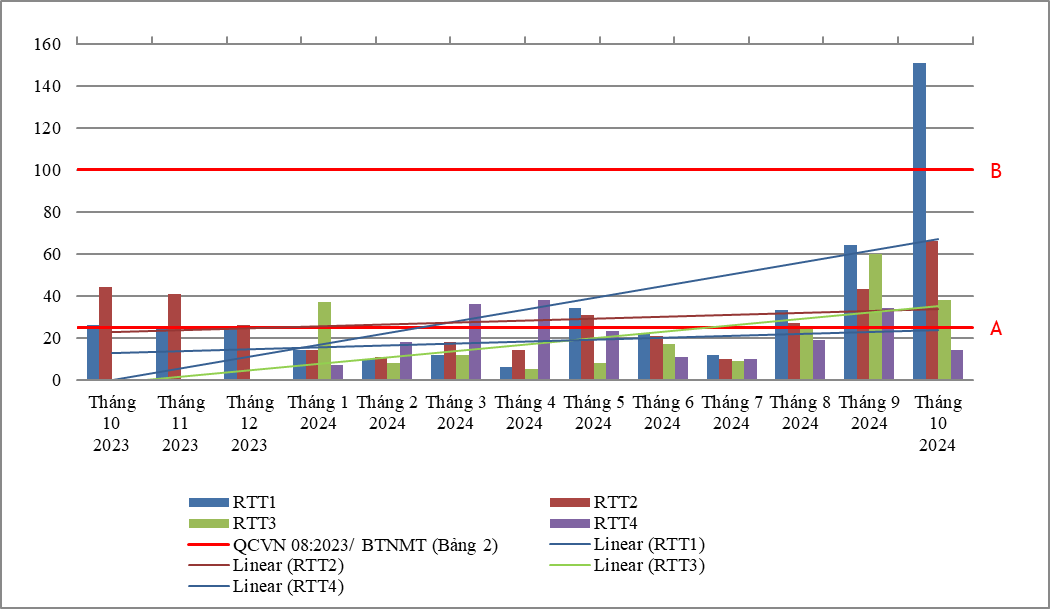 160
140
120
100
B
80
60
40
A
20
0
Tháng 10 2023
Tháng 11 2023
Tháng 12 2023
Tháng 1 2024
Tháng 2 2024
Tháng 3 2024
Tháng 4 2024
Tháng 5 2024
Tháng 6 2024
Tháng 7 2024
Tháng 8 2024
Tháng 9 2024
Tháng 10 2024
RTT1
RTT2
RTT3
RTT4
QCVN 08:2023/ BTNMT (Bảng 2)
Linear (RTT1)
Linear (RTT2)
Linear (RTT3)
Linear (RTT4)